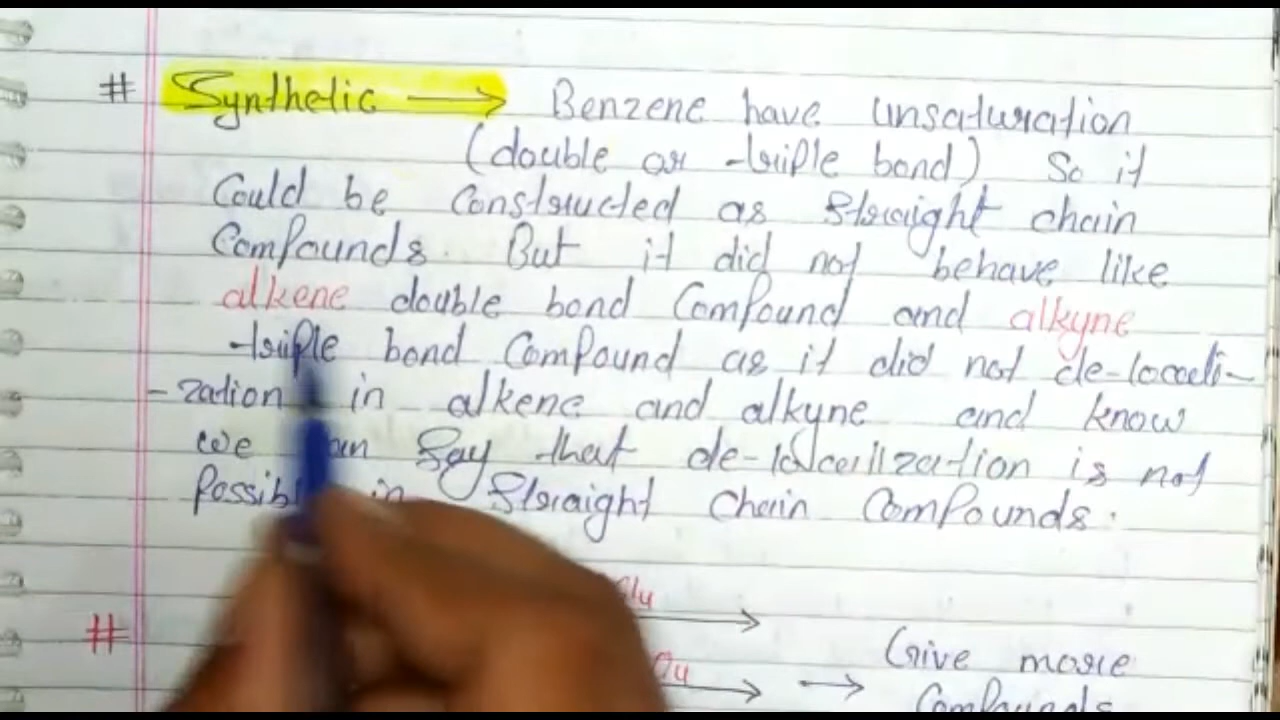 # Synthetic → Benzene have unsaturation
(double or triple bond) So it
Could be Constructed as Straight chain
Compounds. But it did not behave like
alkene double bond Compound and alkyne
triple bond Compound as it did not de-locali-
-zation in alkene and alkyne and know
we say that de-localization is not
in Straight Chain Compounds.
#
→ Give more
Compounds